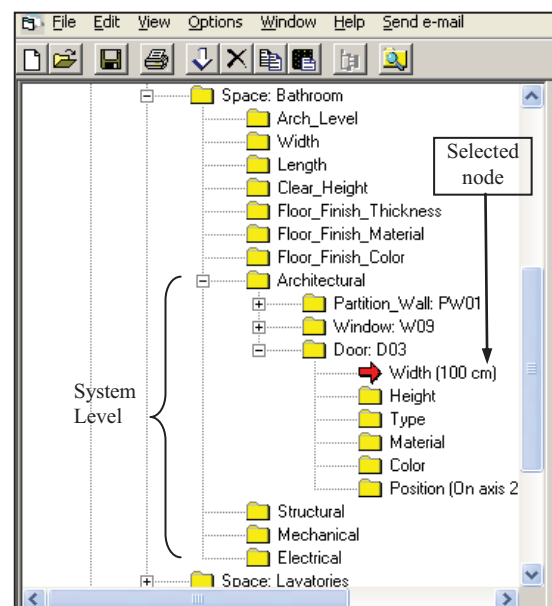 File Edit View Options Window Help Send e-mail
Space: Bathroom
Arch_Level
Width
Length
Clear_Height
Floor_Finish_Thickness
Floor_Finish_Material
Floor_Finish_Color
Architectural
Partition_Wall: PW01
Window: W09
Door: D03
Width (100 cm)
Height
Type
Material
Color
Position (On axis 2
Structural
Mechanical
Electrical
Space: Lavatories
Selected
node
System
Level